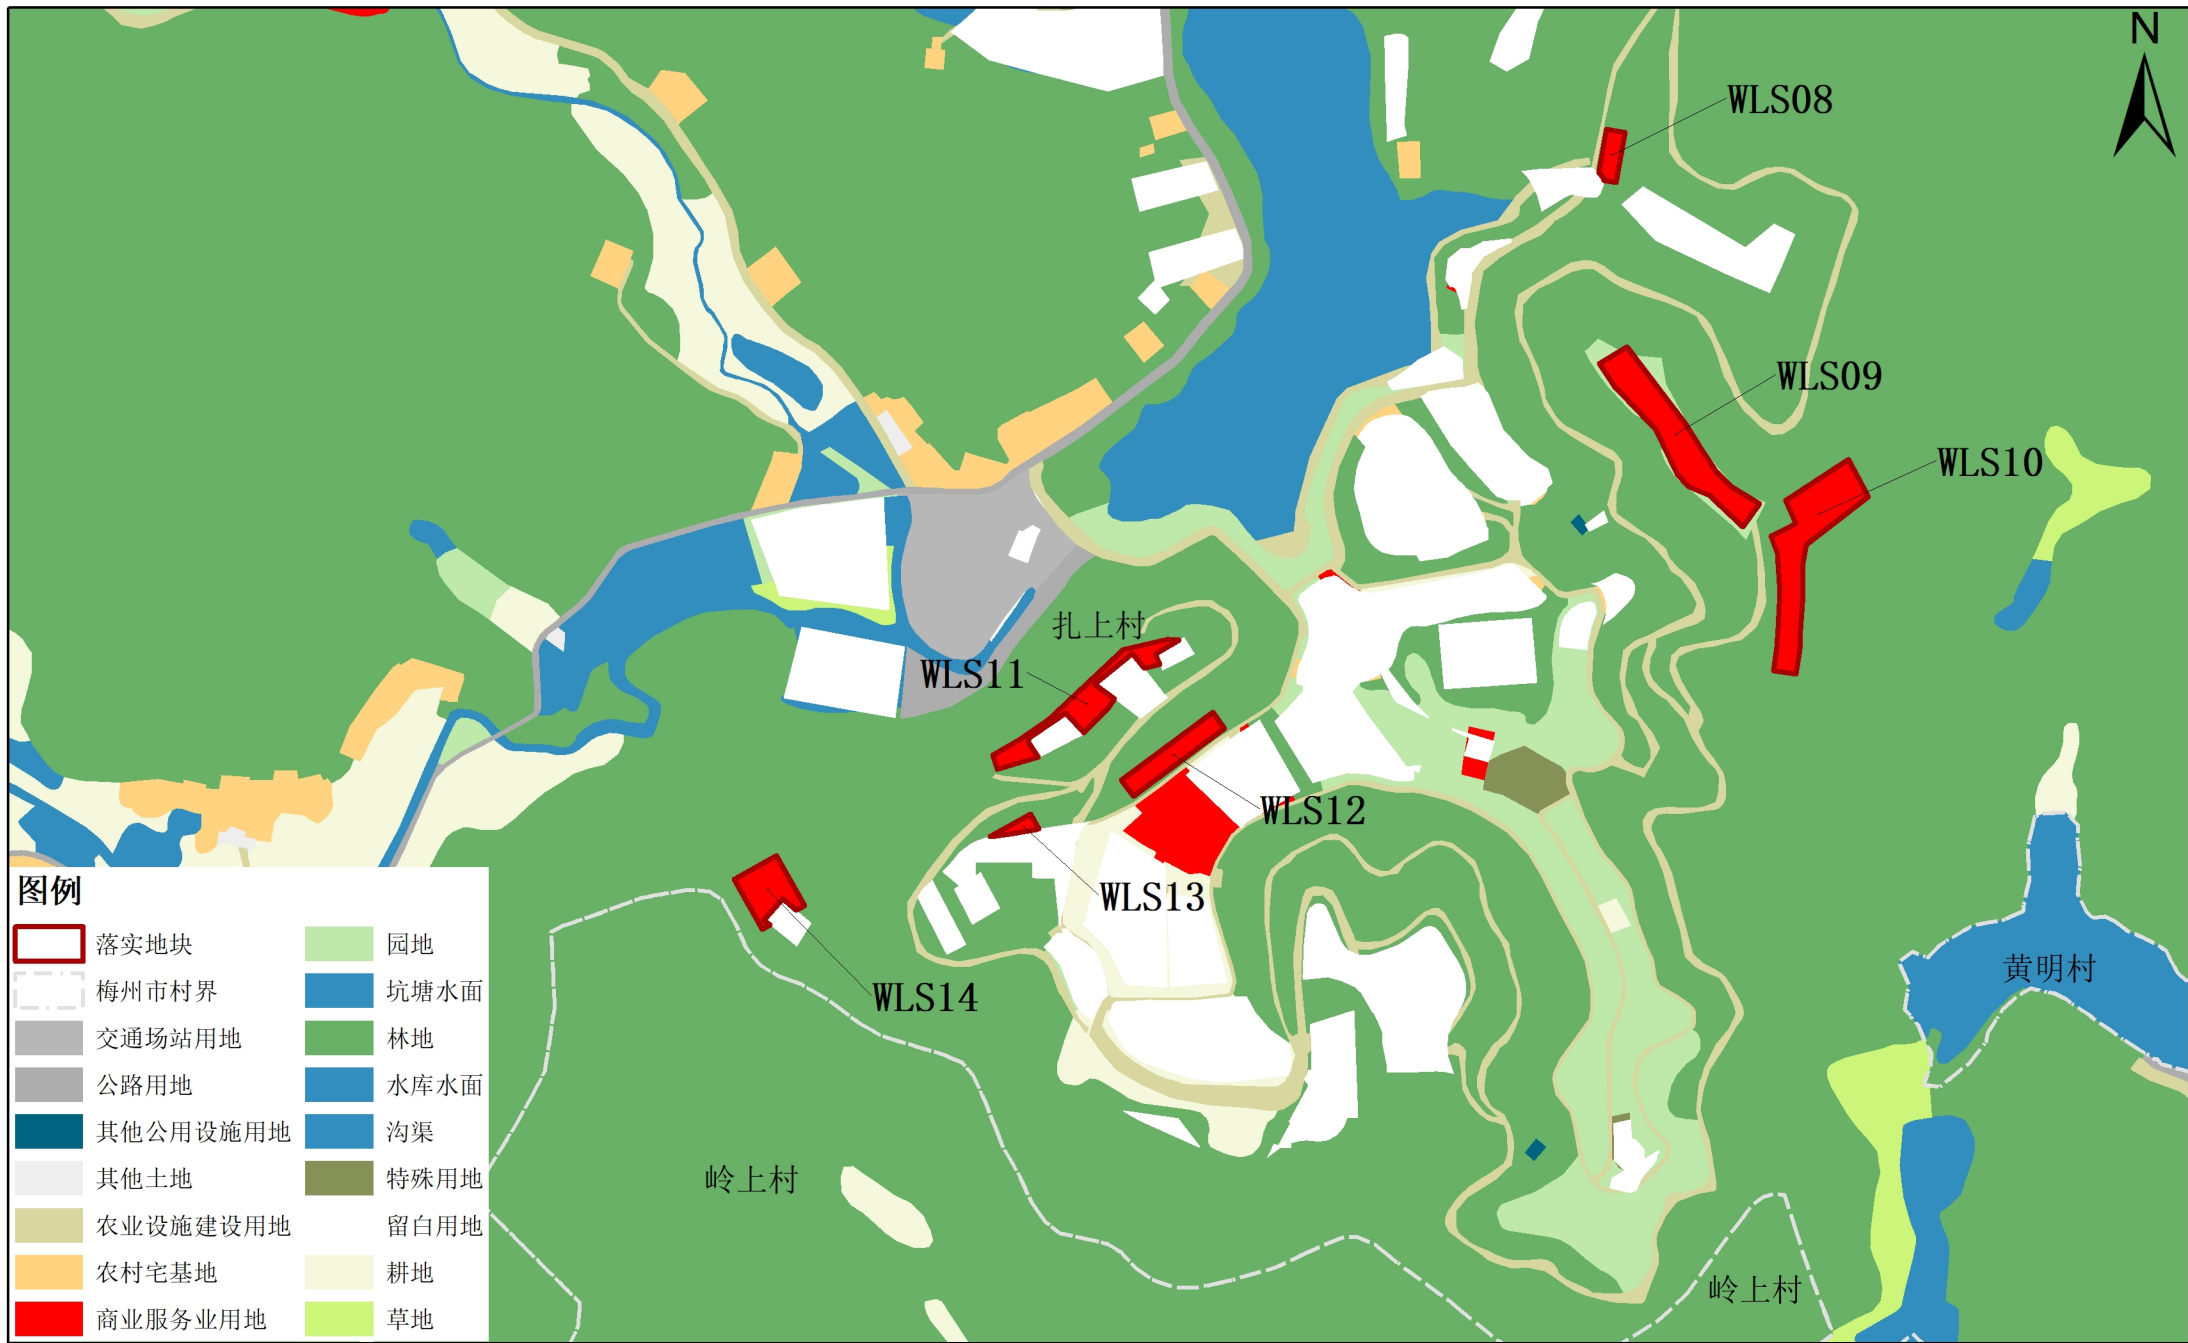 N
WLS08
WLS09
WLS10
扎上村
WLS11
WLS12
WLS13
WLS14
黄明村
岭上村
岭上村
图例
落实地块
园地
梅州市村界
坑塘水面
交通场站用地
林地
公路用地
水库水面
其他公用设施用地
沟渠
其他土地
特殊用地
农业设施建设用地
留白用地
农村宅基地
耕地
商业服务业用地
草地